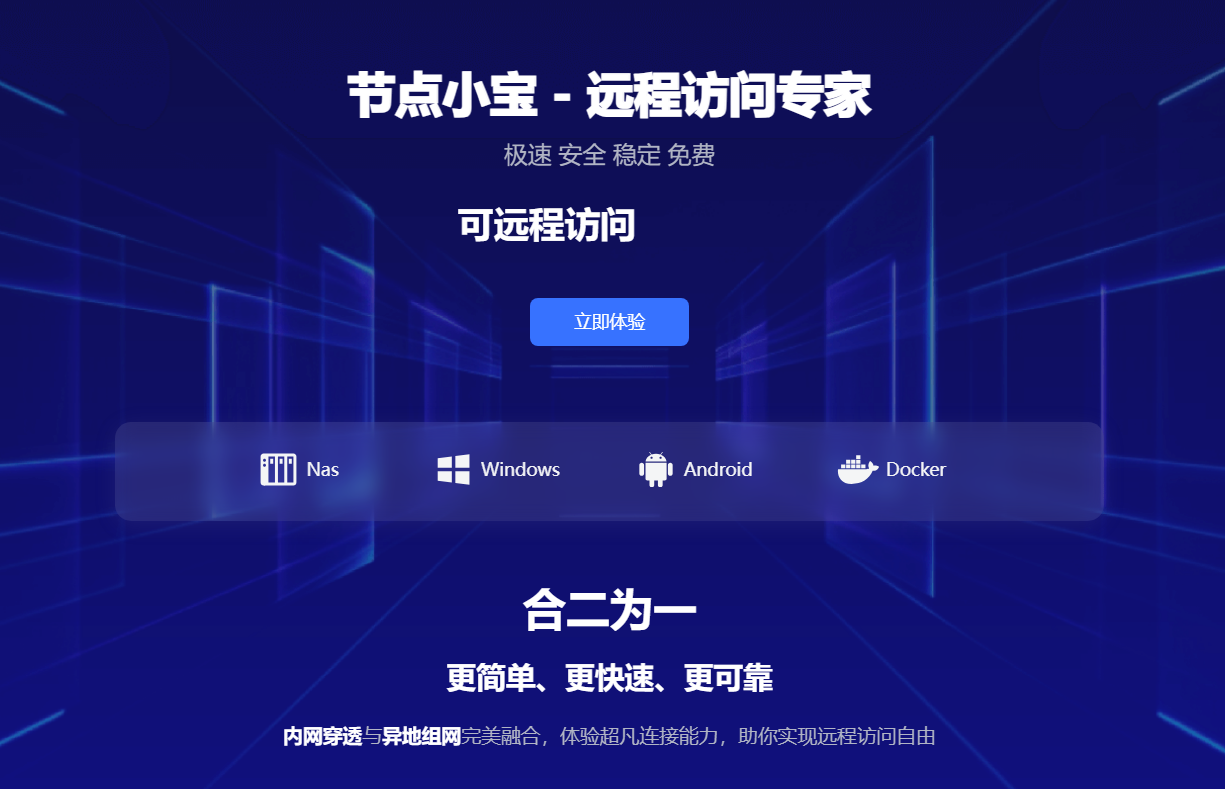 节点小宝 - 远程访问专家
极速 安全 稳定 免费
可远程访问
立即体验
Nas Windows Android Docker
合二为一
更简单、更快速、更可靠
内网穿透与异地组网完美融合，体验超凡连接能力，助你实现远程访问自由